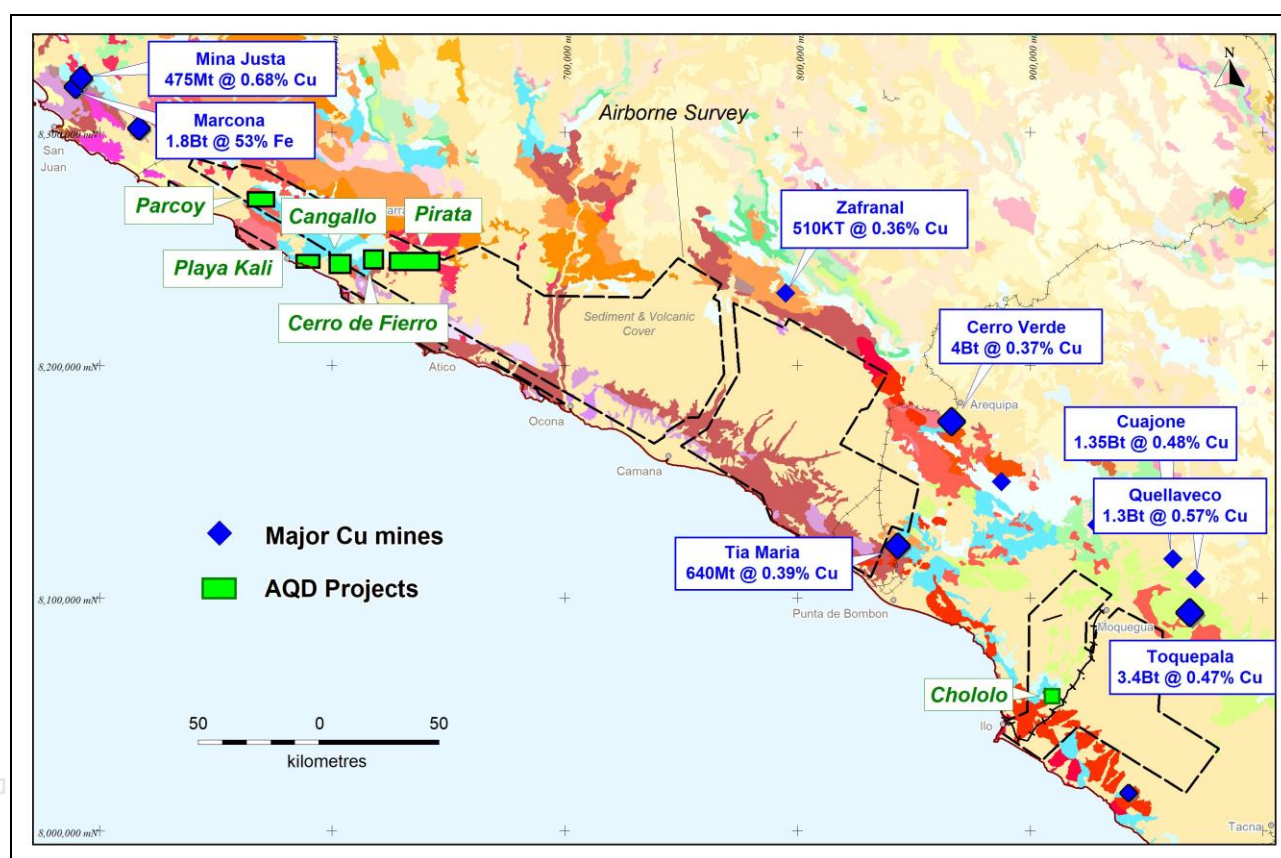 700,000 mN
800,000 mN
900,000 mN
N
Mina Justa
475Mt @ 0.68% Cu
Marcona
1.8Bt @ 53% Fe
8,300,000 mN
San
Juan
Airborne Survey
Parcoy
Cangallo
Pirata
Zafranal
510KT @ 0.36% Cu
Playa Kali
Cerro de Fierro
Sediment & Volcanic
Cover
Cerro Verde
4Bt @ 0.37% Cu
8,200,000 mN
Atico
Arequipa
Ocona
Cuajone
1.35Bt @ 0.48% Cu
Camana
Quellaveco
1.3Bt @ 0.57% Cu
Major Cu mines
Tia Maria
640Mt @ 0.39% Cu
AQD Projects
8,100,000 mN
Punta de Bombon
Moquegua
Toquepala
3.4Bt @ 0.47% Cu
Chololo
50 0 50
Ilo
kilometres
8,000,000 mN
Tacna